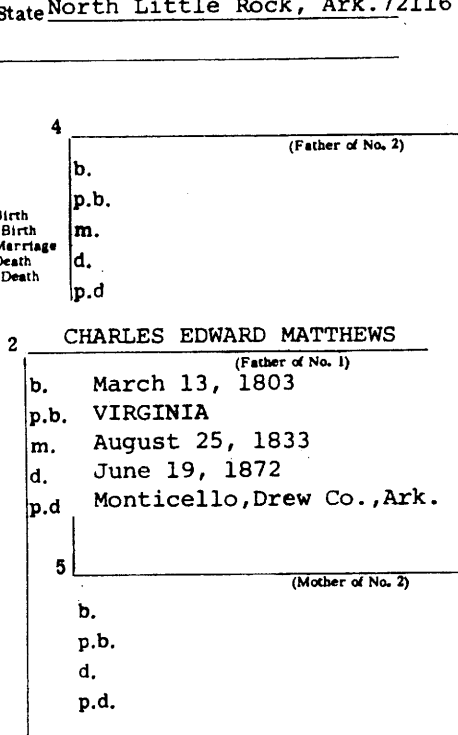 State North Little Rock, Ark. 72116
4
(Father of No. 2)
b.
p.b.
Birth
Birth
m.
Marriage
Death
d.
Death
p.d
2 CHARLES EDWARD MATTHEWS
(Father of No. 1)
b. March 13, 1803
p.b. VIRGINIA
m. August 25, 1833
d. June 19, 1872
p.d Monticello,Drew Co.,Ark.
5
(Mother of No. 2)
b.
p.b.
d.
p.d.